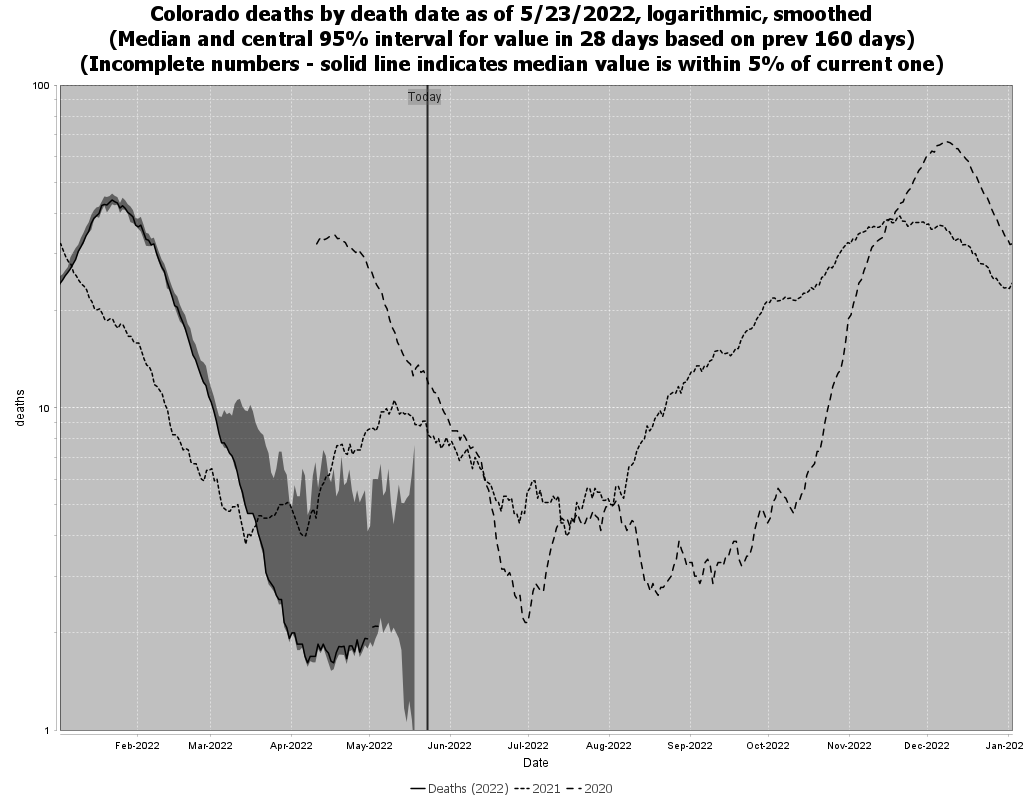 Colorado deaths by death date as of 5/23/2022, logarithmic, smoothed
(Median and central 95% interval for value in 28 days based on prev 160 days)
(Incomplete numbers - solid line indicates median value is within 5% of current one)
100
Today
deaths
10
1
Feb-2022 Mar-2022 Apr-2022 May-2022 Jun-2022 Jul-2022 Aug-2022 Sep-2022 Oct-2022 Nov-2022 Dec-2022 Jan-202
Date
Deaths (2022) 2021 2020